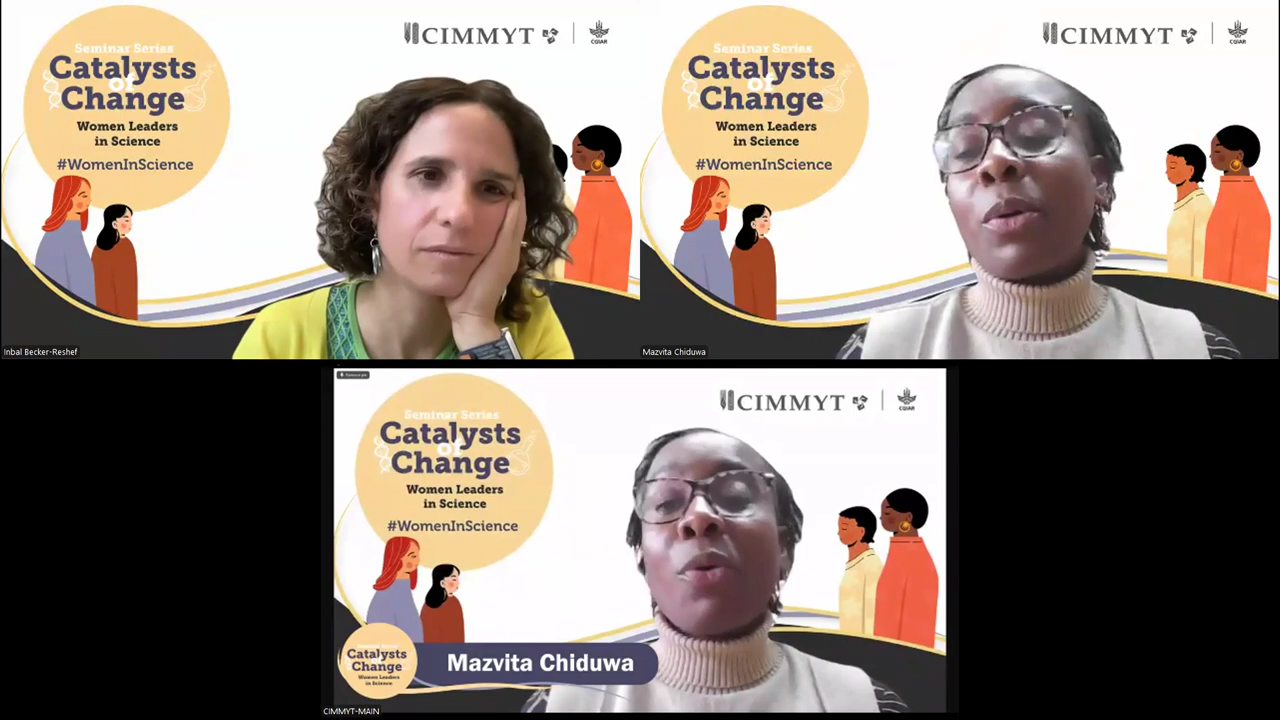 Seminar Series
Catalysts
of
Change
Women Leaders
in Science
#WomenInScience
CIMMYT
CGIAR
Inbal Becker-Reshef
Seminar Series
Catalysts
of
Change
Women Leaders
in Science
#WomenInScience
CIMMYT
CGIAR
Mazvita Chiduwa
Seminar Series
Catalysts
of
Change
Women Leaders
in Science
#WomenInScience
CIMMYT
CGIAR
Catalysts
Change
Women Leaders
in Science
Mazvita Chiduwa
CIMMYT-MAIN